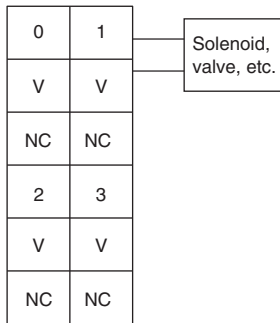 0 1
Solenoid,
valve, etc.
V V
NC NC
2 3
V V
NC NC